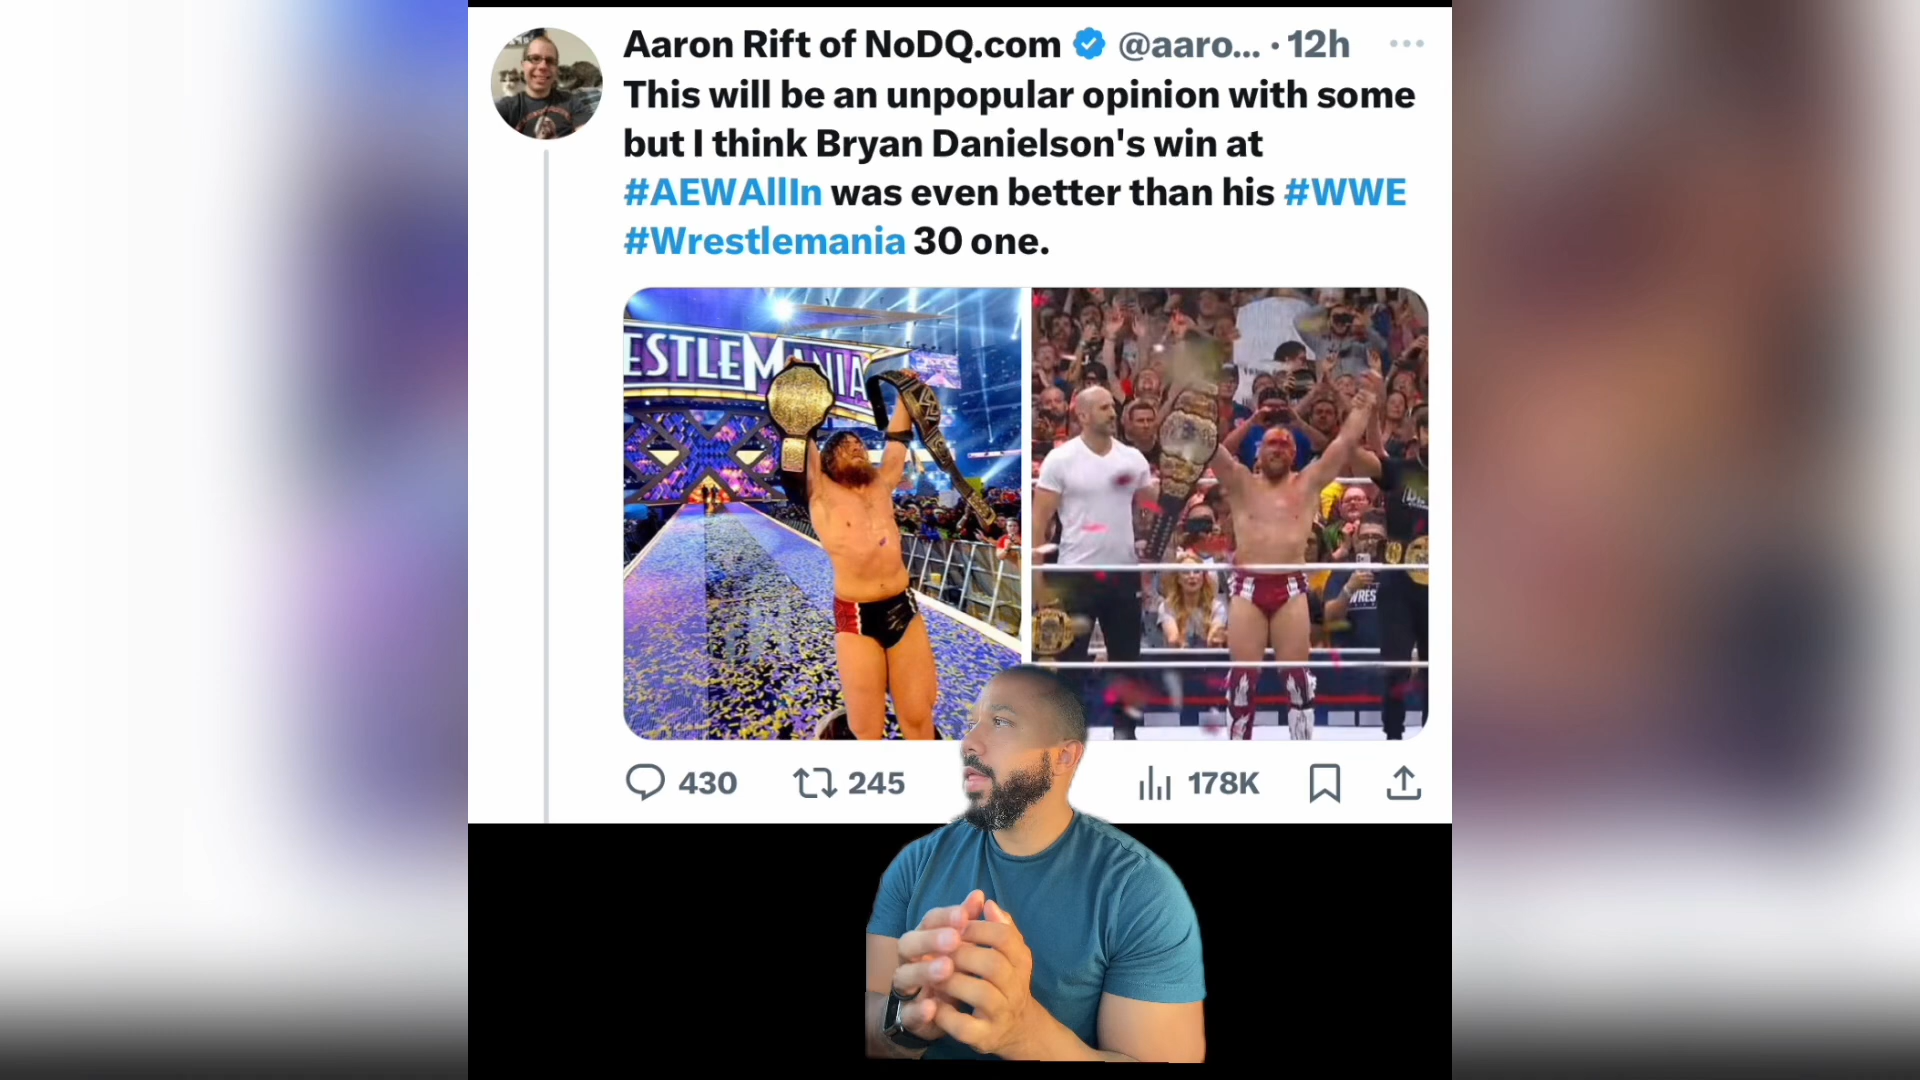 Aaron Rift of NoDQ.com @aaro... · 12h
This will be an unpopular opinion with some
but I think Bryan Danielson's win at
#AEWAllIn was even better than his #WWE
#Wrestlemania 30 one.
ESTLEMANIA
WRES
430 245 178K